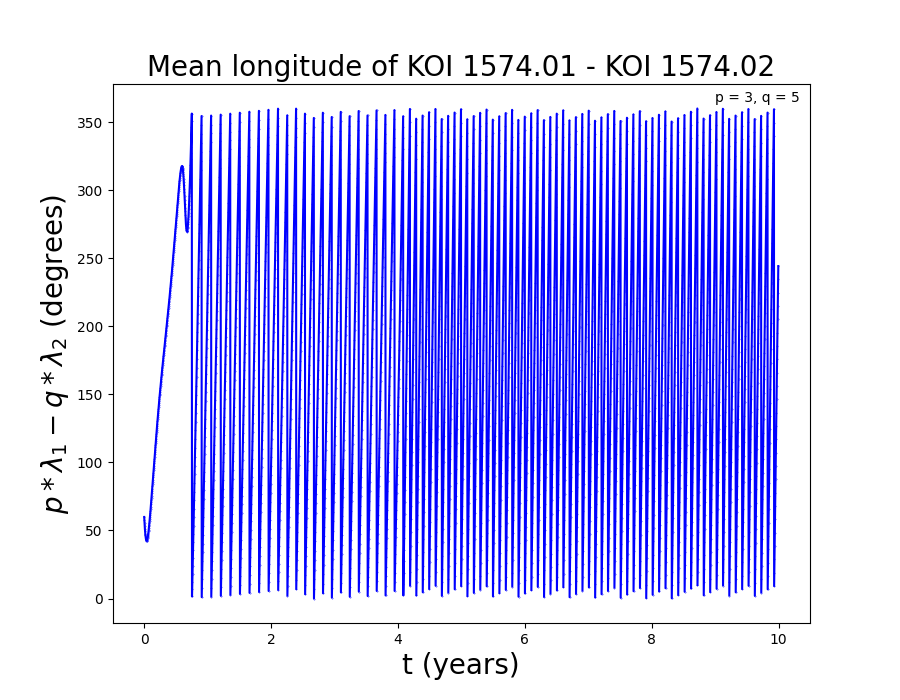 Mean longitude of KOI 1574.01 - KOI 1574.02
p = 3, q = 5
350
300
250
200
150
100
50
0
p * λ₁ − q * λ₂ (degrees)
0 2 4 6 8 10
t (years)